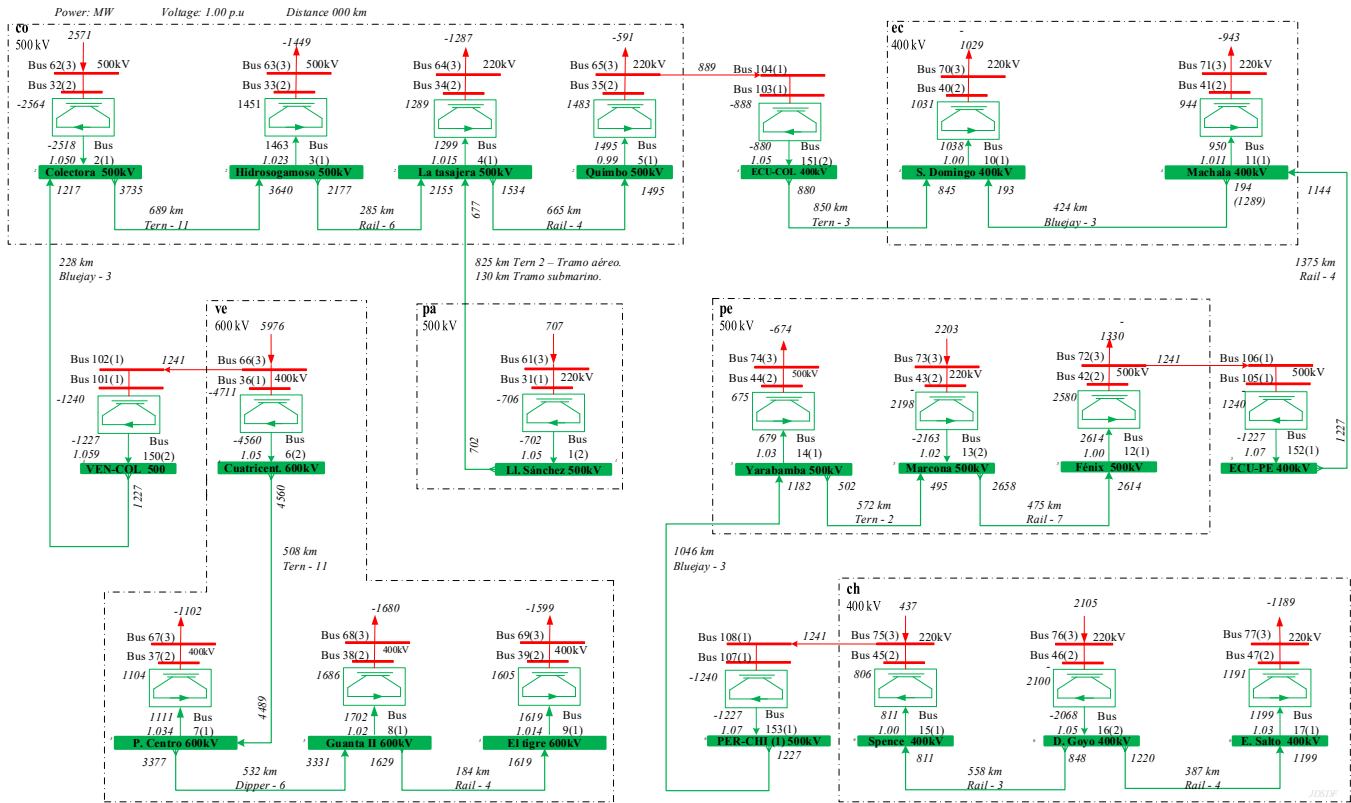 Power: MW Voltage: 1.00 p.u Distance 000 km
co
500 kV
2571
Bus 62(3) 500kV
Bus 32(2)
-2564
-2518 Bus
1.050 2(1)
Colectora 500kV
1217 3735
-1449
Bus 63(3) 500kV
Bus 33(2)
1451
1463 Bus
1.023 3(1)
Hidrosogamoso 500kV
3640 2177
-1287
Bus 64(3) 220kV
Bus 34(2)
1289
1299 Bus
1.015 4(1)
La tasajera 500kV
2155 677 1534
-591
Bus 65(3) 220kV
Bus 35(2)
1483
1495 Bus
0.99 5(1)
Quimbo 500kV
1495
689 km
Tern - 11
285 km
Rail - 6
665 km
Rail - 4
889
Bus 104(1)
Bus 103(1)
-888
-880 Bus
1.05 151(2)
ECU-COL 400kV
880
850 km
Tern - 3
ec
400 kV
-
1029
Bus 70(3) 220kV
Bus 40(2)
1031
1038 Bus
1.00 10(1)
S. Domingo 400kV
845 193
-943
Bus 71(3) 220kV
Bus 41(2)
944
950 Bus
1.011 11(1)
Machala 400kV
194
(1289)
1144
424 km
Bluejay - 3
1375 km
Rail - 4
228 km
Bluejay - 3
825 km Tern 2 – Tramo aéreo.
130 km Tramo submarino.
ve
600 kV
5976
Bus 102(1) 1241 Bus 66(3)
400kV
Bus 101(1) Bus 36(1)
-1240 -4711
-1227 Bus
1.059 150(2)
VEN-COL 500
1227
-4560 Bus
1.05 6(2)
Cuatricent. 600kV
4560
pa
500 kV
707
Bus 61(3)
220kV
Bus 31(1)
-706
-702 Bus
1.05 1(2)
Ll. Sánchez 500kV
702
pe
500 kV
-674
Bus 74(3)
500kV
Bus 44(2)
675
679 Bus
1.03 14(1)
Yarabamba 500kV
1182 502
2203
Bus 73(3)
220kV
Bus 43(2)
-
2198
-2163 Bus
1.02 13(2)
Marcona 500kV
495 2658
-
1330
Bus 72(3)
500kV
Bus 42(2)
2580
2614 Bus
1.00 12(1)
Fénix 500kV
2614
1241
Bus 106(1)
500kV
Bus 105(1)
-
1240
-1227 Bus
1.07 152(1)
ECU-PE 400kV
1227
572 km
Tern - 2
475 km
Rail - 7
508 km
Tern - 11
4489
1046 km
Bluejay - 3
-1102
Bus 67(3)
400kV
Bus 37(2)
1104
1111 Bus
1.034 7(1)
P. Centro 600kV
3377
-1680
Bus 68(3)
400kV
Bus 38(2)
1686
1702 Bus
1.02 8(1)
Guanta II 600kV
3331 1629
-1599
Bus 69(3)
400kV
Bus 39(2)
1605
1619 Bus
1.014 9(1)
El tigre 600kV
1619
532 km
Dipper - 6
184 km
Rail - 4
ch
400 kV
Bus 108(1) 1241
Bus 107(1)
-1240
-1227 Bus
1.07 153(1)
PER-CHI (1) 500kV
1227
437
Bus 75(3) 220kV
Bus 45(2)
806
811 Bus
1.00 15(1)
Spence 400kV
811
2105
Bus 76(3) 220kV
Bus 46(2)
-
2100
-2068 Bus
1.05 16(2)
D. Goyo 400kV
848 1220
-1189
Bus 77(3) 220kV
Bus 47(2)
1191
1199 Bus
1.03 17(1)
E. Salto 400kV
1199
558 km
Rail - 3
387 km
Rail - 4
JDSDF